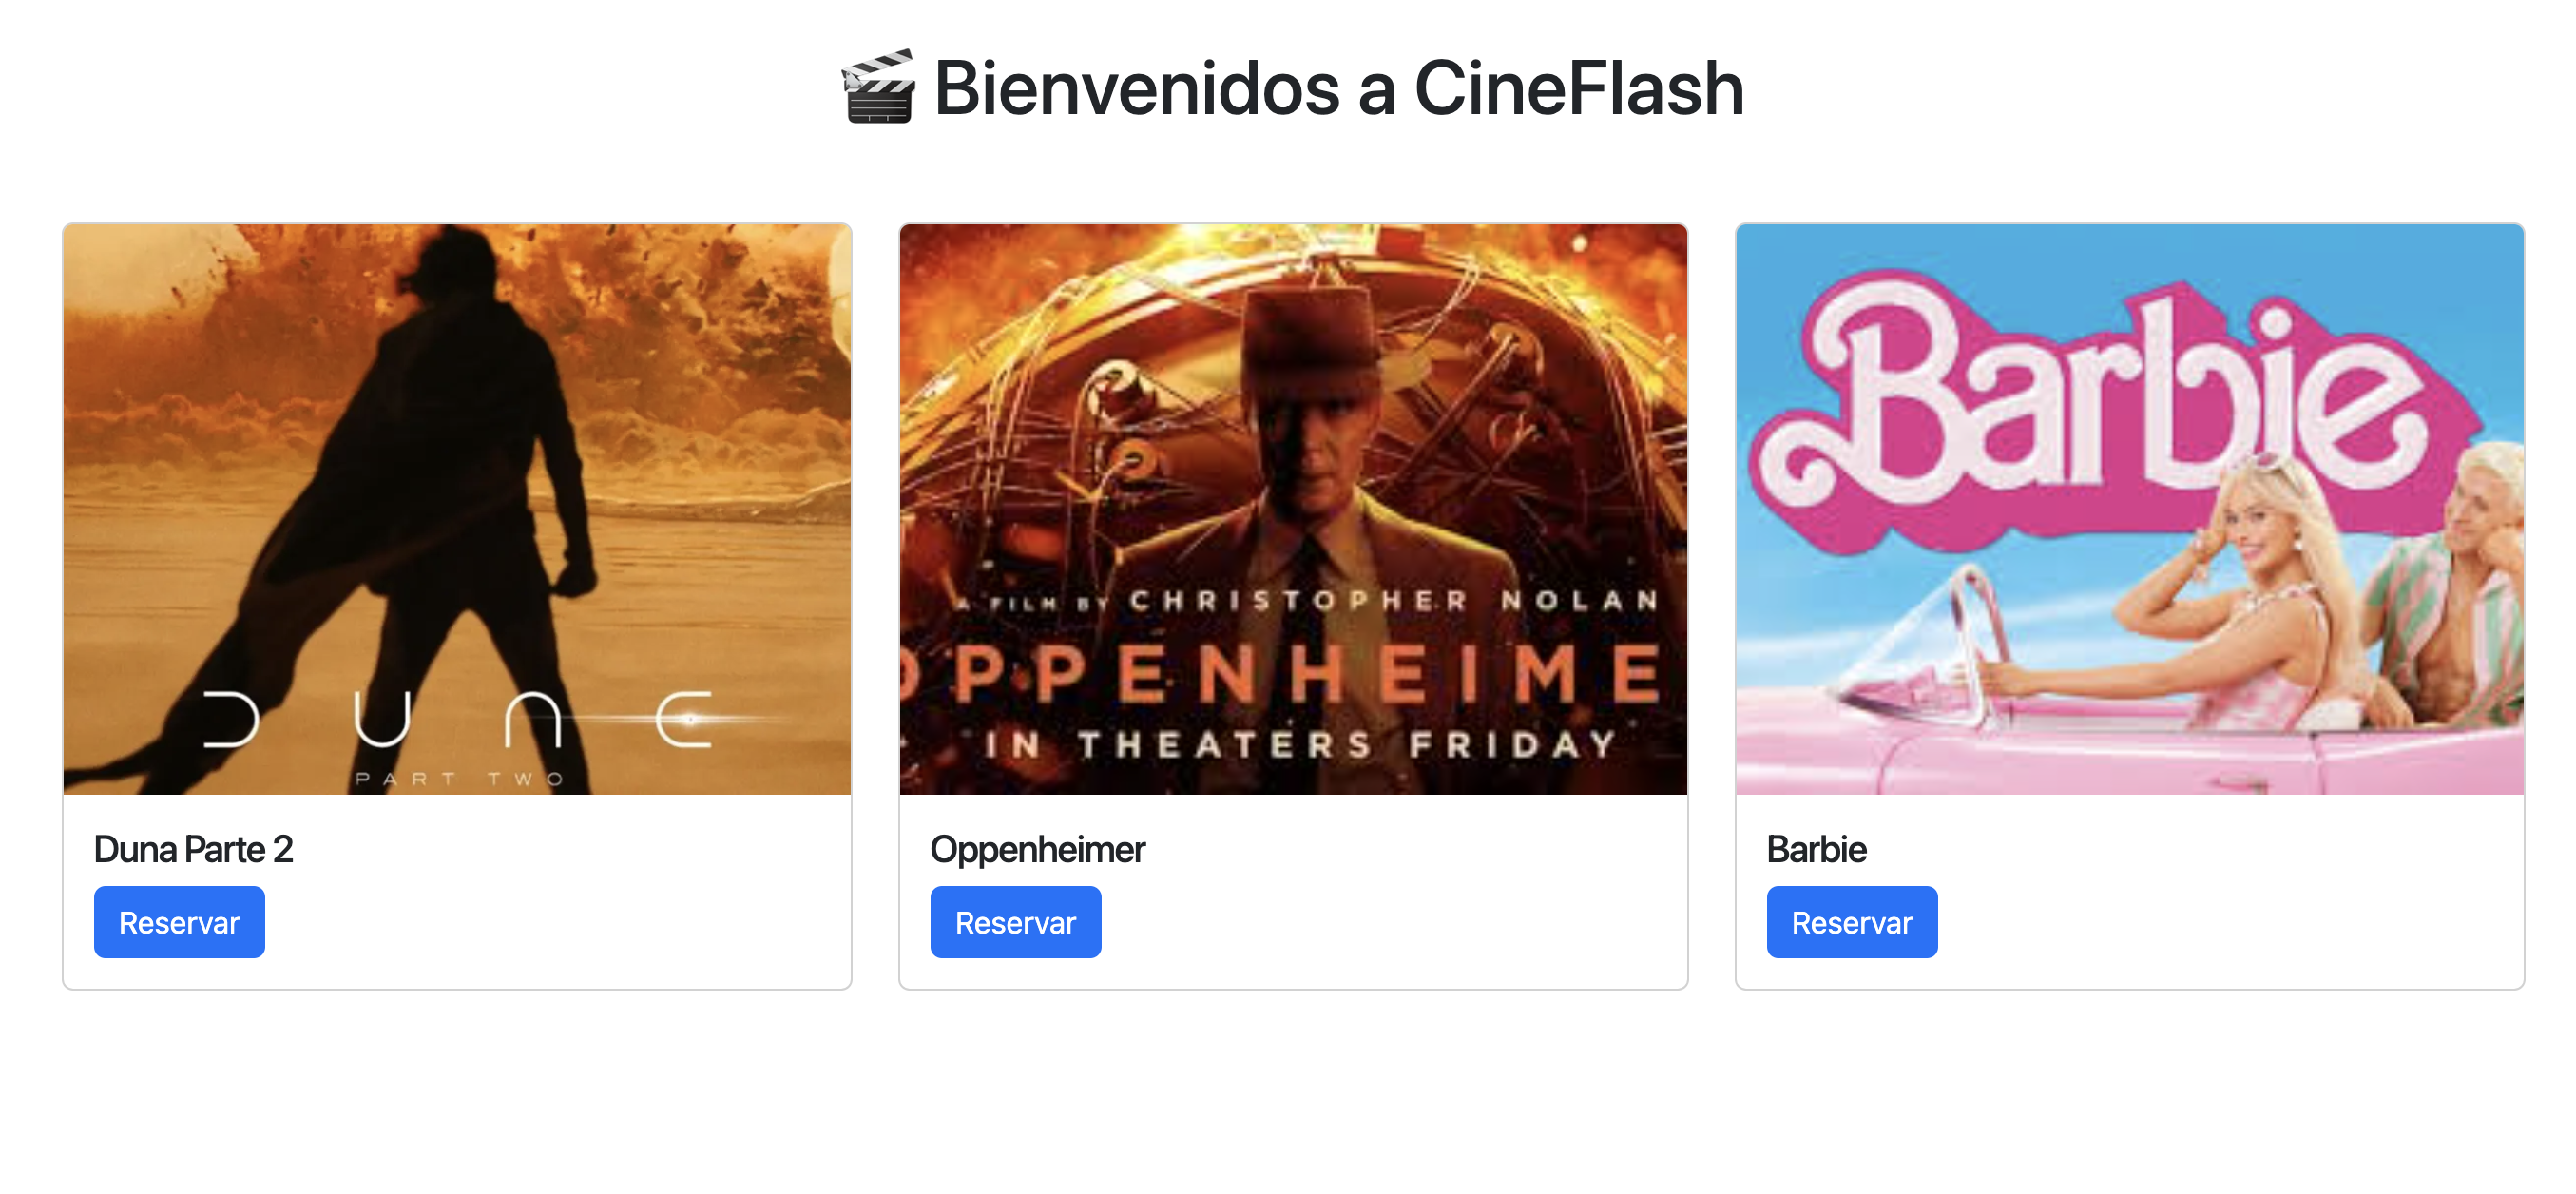 🎬 Bienvenidos a CineFlash
DUNE
PART TWO
Duna Parte 2
Reservar
A FILM BY CHRISTOPHER NOLAN
OPPENHEIME
IN THEATERS FRIDAY
Oppenheimer
Reservar
Barbie
Barbie
Reservar